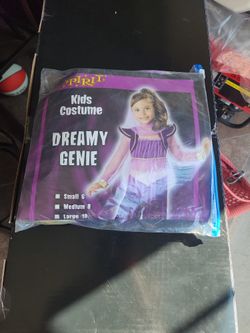 SPIRIT
Kids
Costume
DREAMY
GENIE
Small
Medium
Large